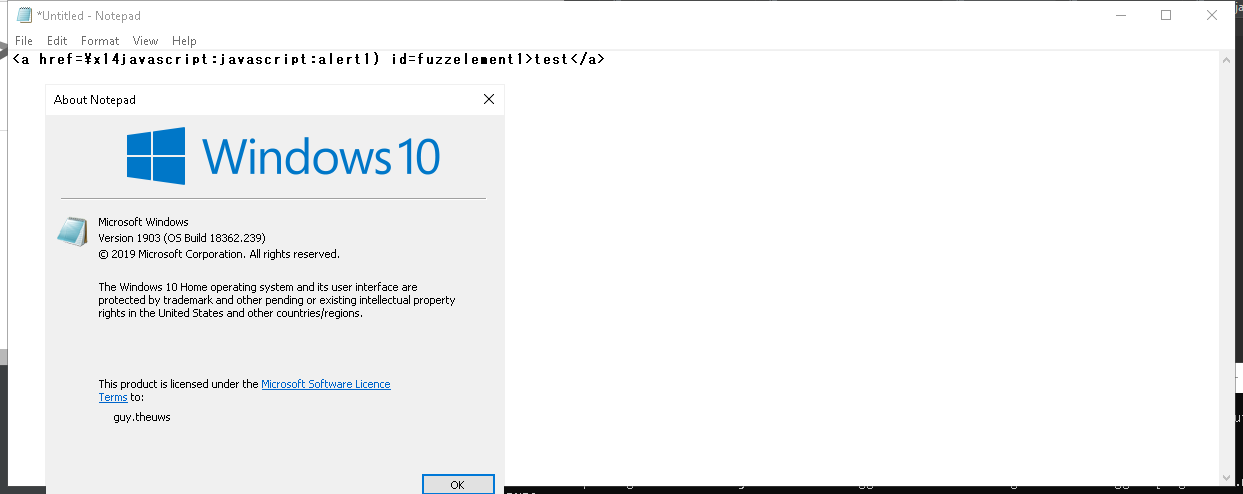 *Untitled - Notepad
File Edit Format View Help
<a href=¥x14javascript:javascript:alert1) id=fuzzelement1>test</a>
About Notepad
Windows 10
Microsoft Windows
Version 1903 (OS Build 18362.239)
© 2019 Microsoft Corporation. All rights reserved.
The Windows 10 Home operating system and its user interface are
protected by trademark and other pending or existing intellectual property
rights in the United States and other countries/regions.
This product is licensed under the Microsoft Software Licence
Terms to:
guy.theuws
OK